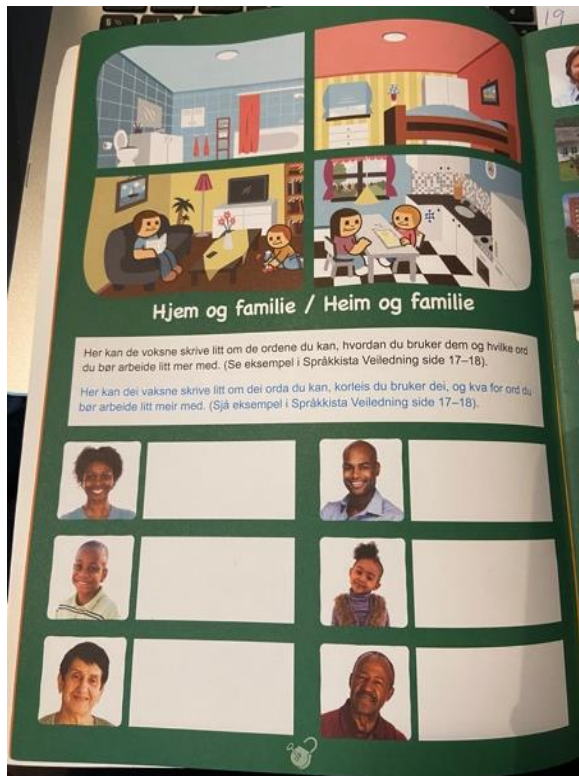 19
Hjem og familie / Heim og familie
Her kan de voksne skrive litt om de ordene du kan, hvordan du bruker dem og hvilke ord
du bør arbeide litt mer med. (Se eksempel i Språkkista Veiledning side 17–18).
Her kan dei vaksne skrive litt om dei orda du kan, korleis du bruker dei, og kva for ord du
bør arbeide litt meir med. (Sjå eksempel i Språkkista Veiledning side 17–18).